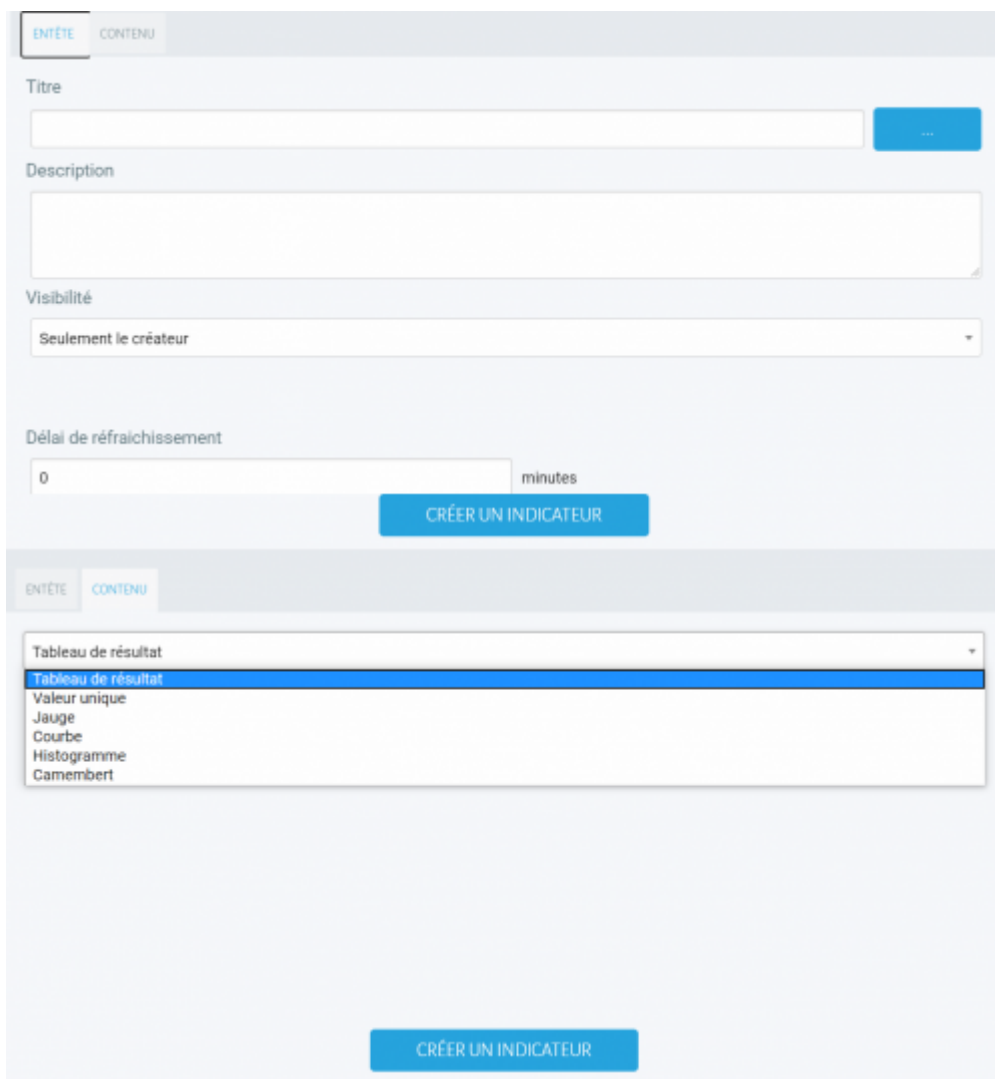 ENTÊTE CONTENU
Titre
...
Description
Visibilité
Seulement le créateur
Délai de réfraichissement
0 minutes
CRÉER UN INDICATEUR
ENTÊTE CONTENU
Tableau de résultat
Tableau de résultat
Valeur unique
Jauge
Courbe
Histogramme
Camembert
CRÉER UN INDICATEUR